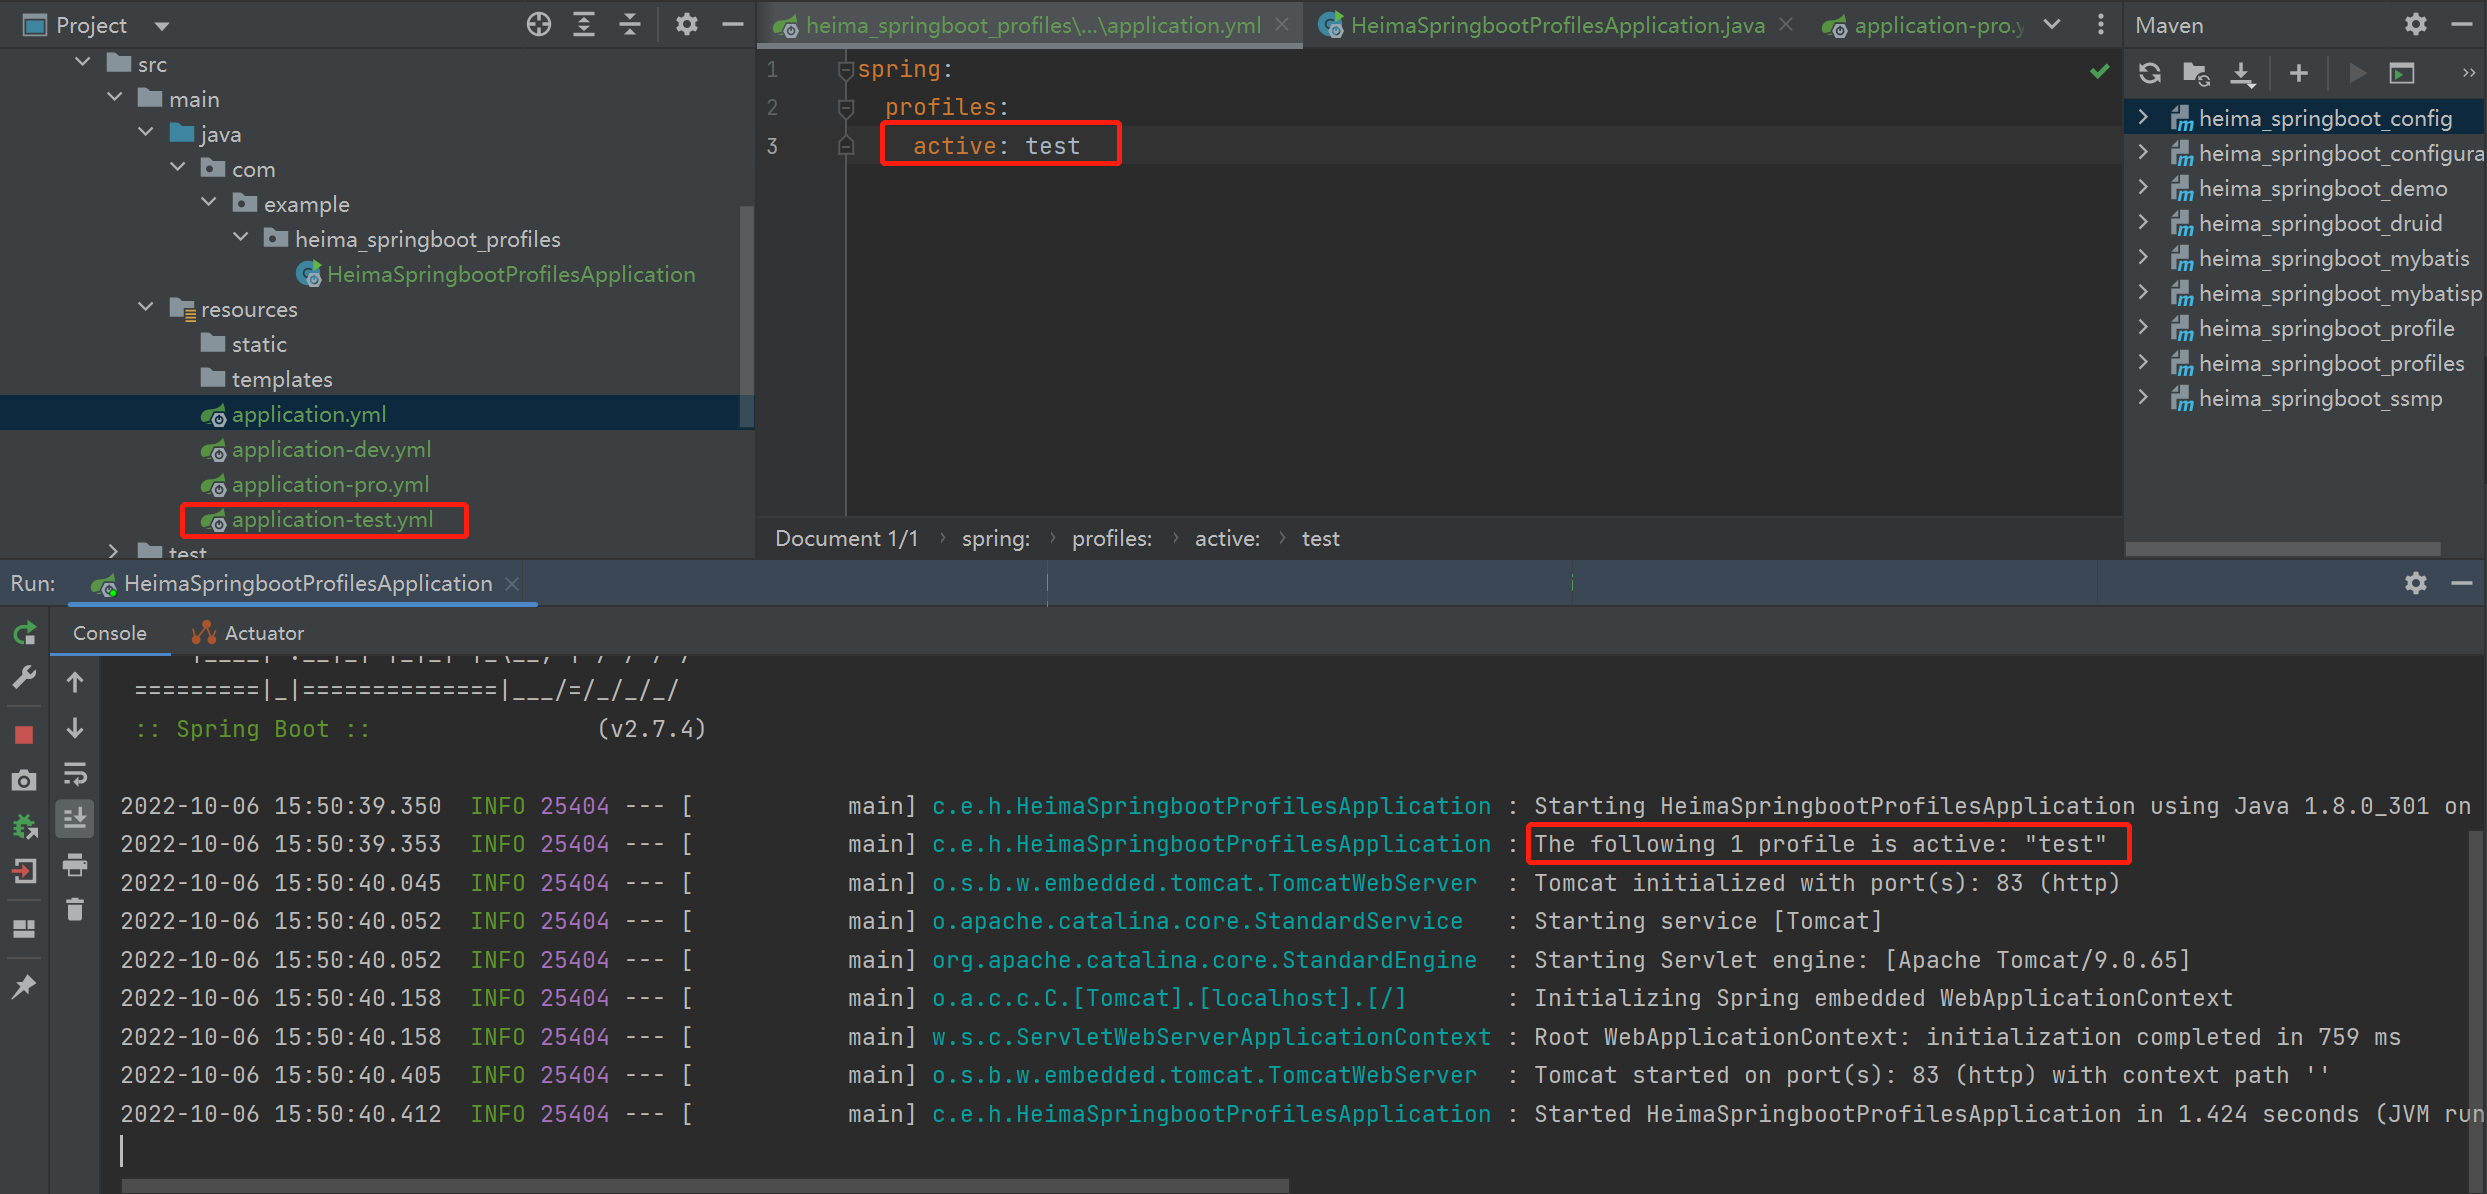 Project
src
main
java
com
example
heima_springboot_profiles
HeimaSpringbootProfilesApplication
resources
static
templates
application.yml
application-dev.yml
application-pro.yml
application-test.yml
test
heima_springboot_profiles\...\application.yml
HeimaSpringbootProfilesApplication.java
application-pro.y
1 spring:
2 profiles:
3 active: test
Document 1/1 › spring: › profiles: › active: › test
Maven
heima_springboot_config
heima_springboot_configura
heima_springboot_demo
heima_springboot_druid
heima_springboot_mybatis
heima_springboot_mybatisp
heima_springboot_profile
heima_springboot_profiles
heima_springboot_ssmp
Run: HeimaSpringbootProfilesApplication
Console Actuator
=========|_|==============|___/=/_/_/_/
:: Spring Boot :: (v2.7.4)
2022-10-06 15:50:39.350 INFO 25404 --- [ main] c.e.h.HeimaSpringbootProfilesApplication : Starting HeimaSpringbootProfilesApplication using Java 1.8.0_301 on
2022-10-06 15:50:39.353 INFO 25404 --- [ main] c.e.h.HeimaSpringbootProfilesApplication : The following 1 profile is active: "test"
2022-10-06 15:50:40.045 INFO 25404 --- [ main] o.s.b.w.embedded.tomcat.TomcatWebServer : Tomcat initialized with port(s): 83 (http)
2022-10-06 15:50:40.052 INFO 25404 --- [ main] o.apache.catalina.core.StandardService : Starting service [Tomcat]
2022-10-06 15:50:40.052 INFO 25404 --- [ main] org.apache.catalina.core.StandardEngine : Starting Servlet engine: [Apache Tomcat/9.0.65]
2022-10-06 15:50:40.158 INFO 25404 --- [ main] o.a.c.c.C.[Tomcat].[localhost].[/] : Initializing Spring embedded WebApplicationContext
2022-10-06 15:50:40.158 INFO 25404 --- [ main] w.s.c.ServletWebServerApplicationContext : Root WebApplicationContext: initialization completed in 759 ms
2022-10-06 15:50:40.405 INFO 25404 --- [ main] o.s.b.w.embedded.tomcat.TomcatWebServer : Tomcat started on port(s): 83 (http) with context path ''
2022-10-06 15:50:40.412 INFO 25404 --- [ main] c.e.h.HeimaSpringbootProfilesApplication : Started HeimaSpringbootProfilesApplication in 1.424 seconds (JVM run